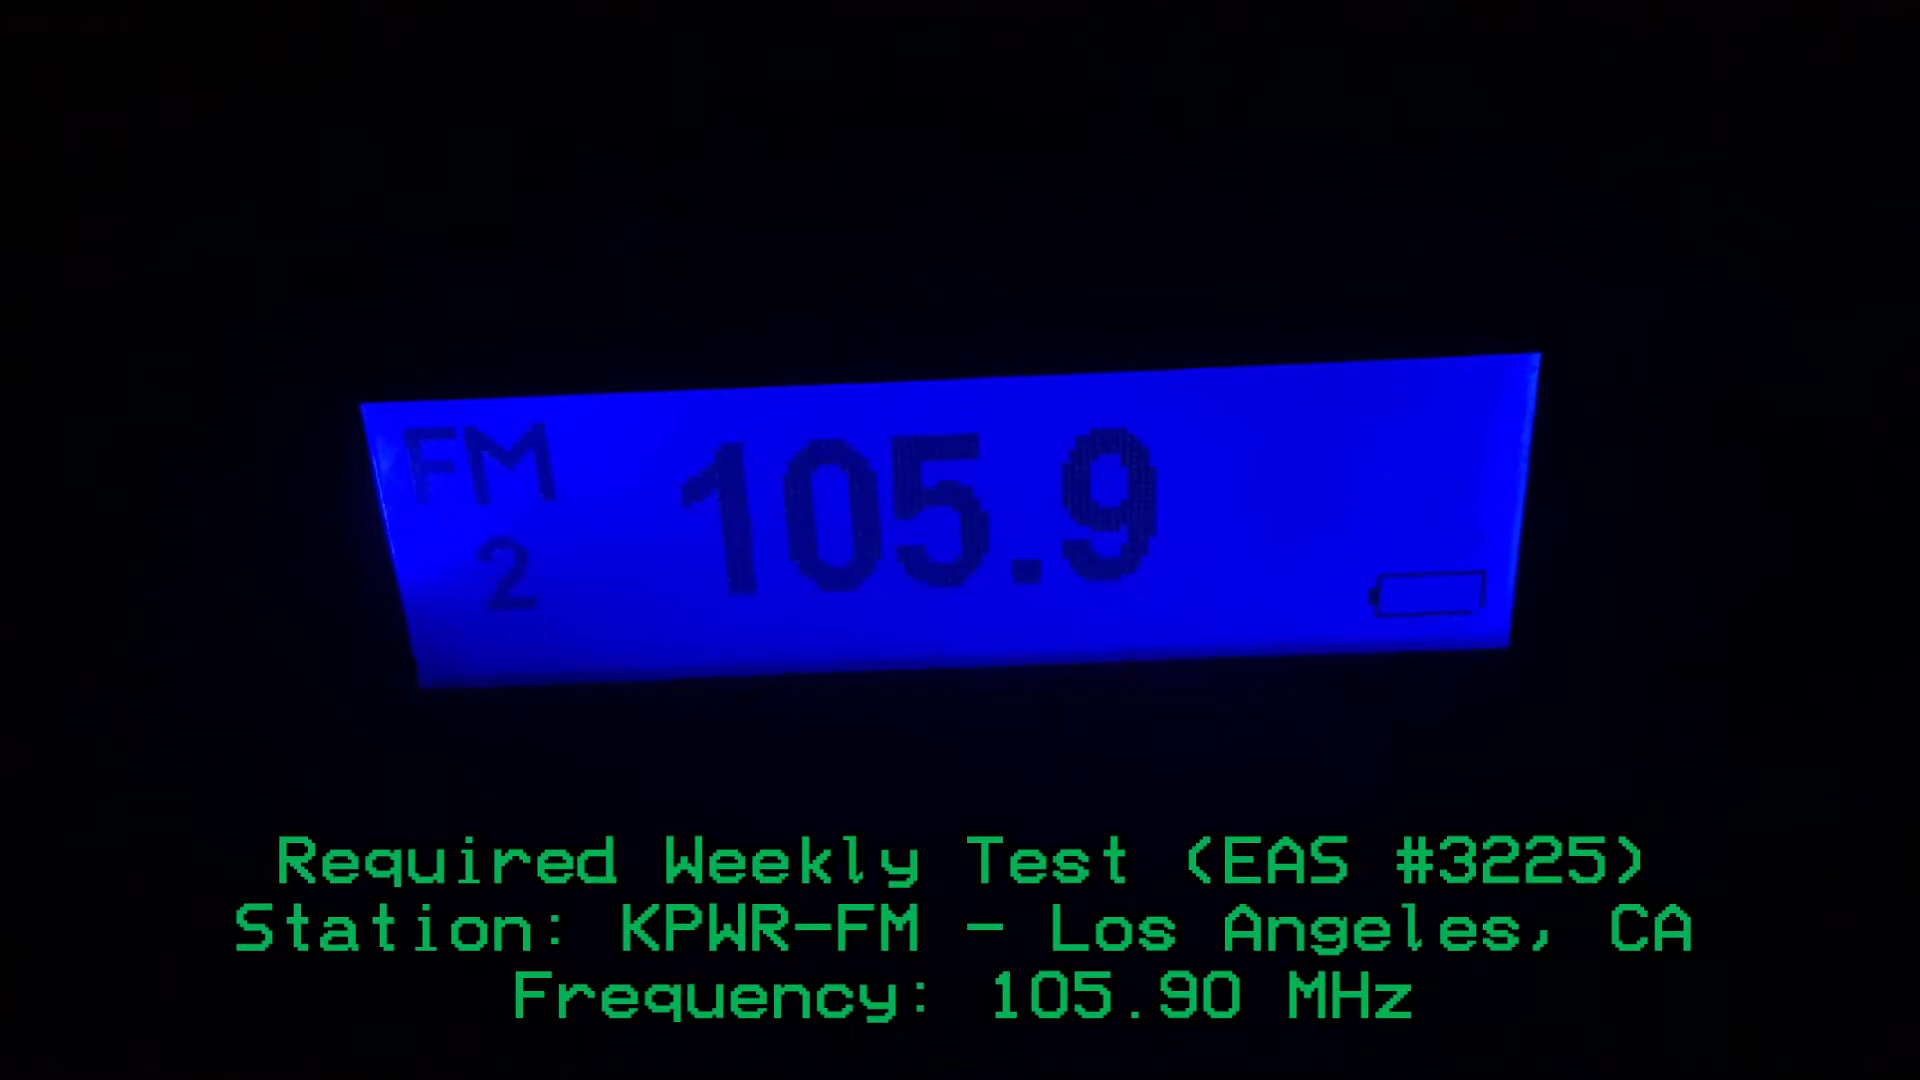 FM
2
105.9
Required Weekly Test (EAS #3225)
Station: KPWR-FM - Los Angeles, CA
Frequency: 105.90 MHz